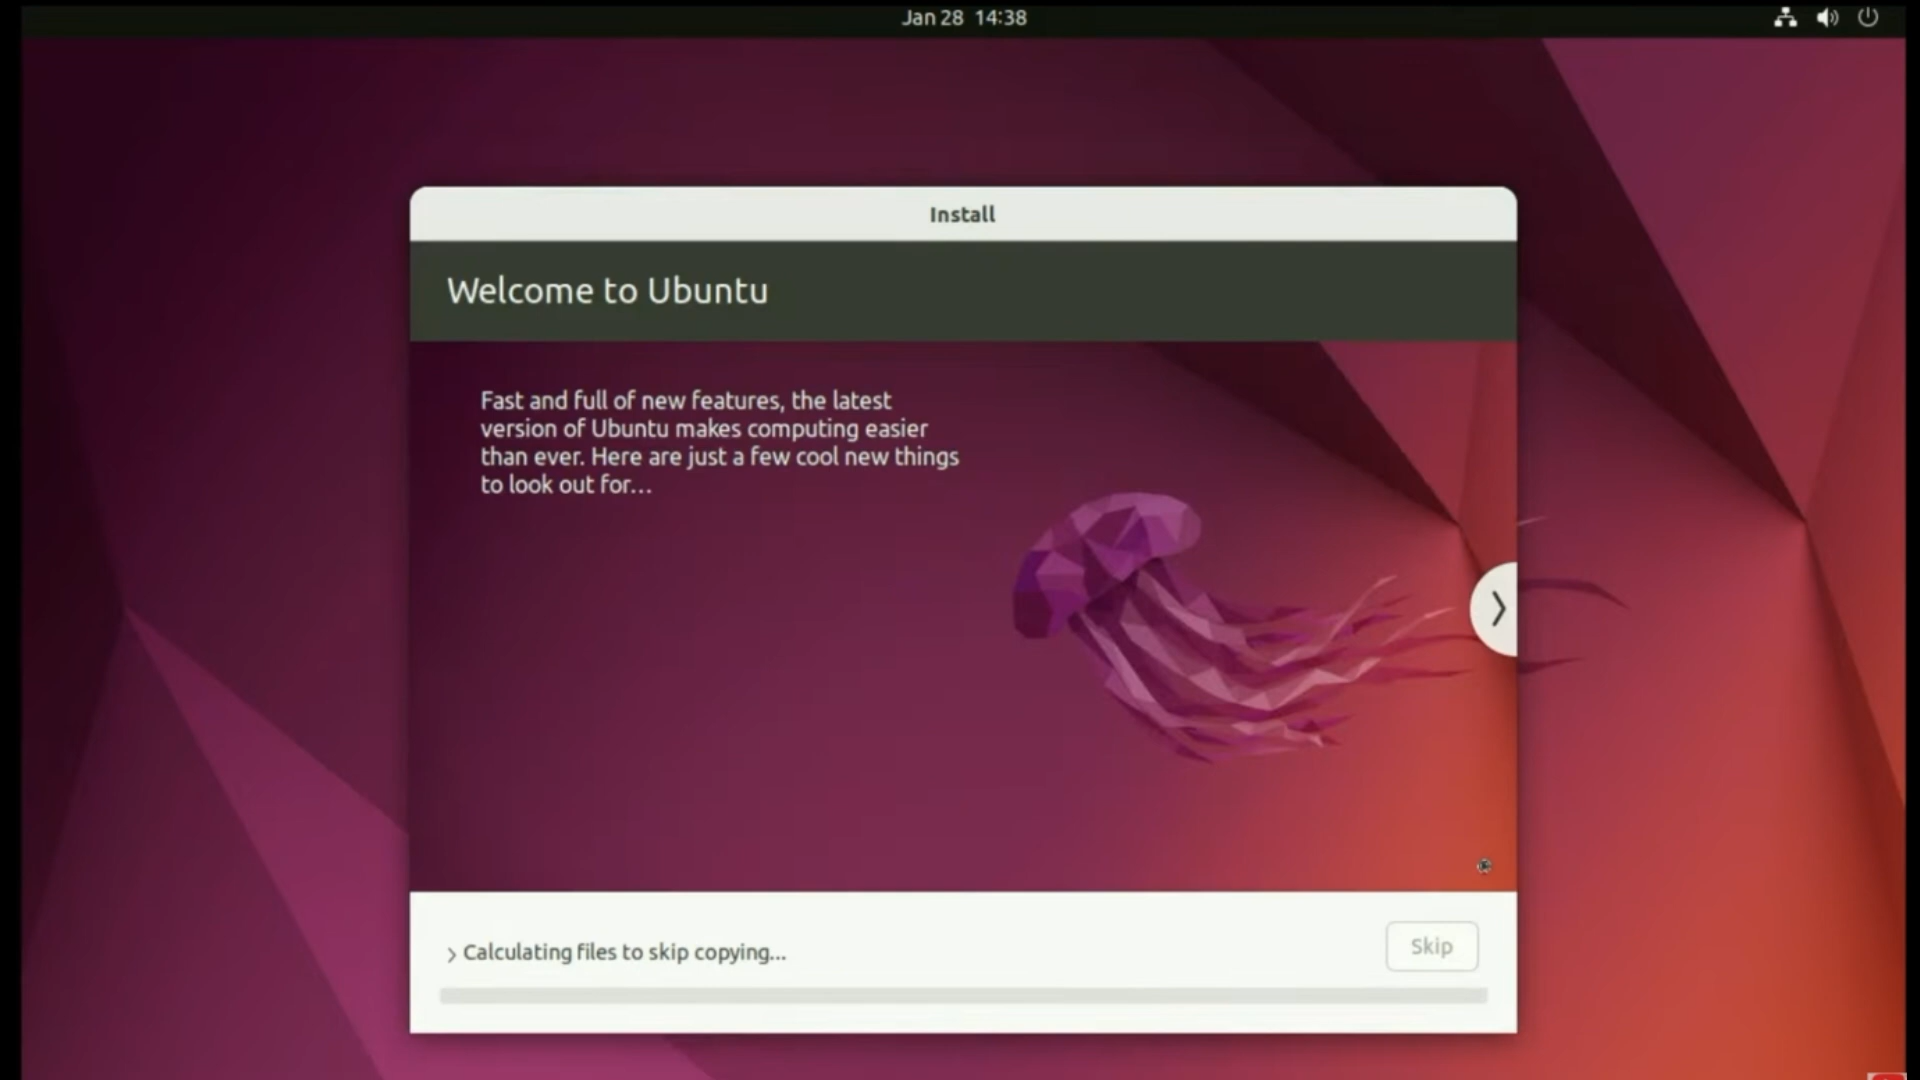 Jan 28 14:38
Install
Welcome to Ubuntu
Fast and full of new features, the latest
version of Ubuntu makes computing easier
than ever. Here are just a few cool new things
to look out for...
Calculating files to skip copying...
Skip